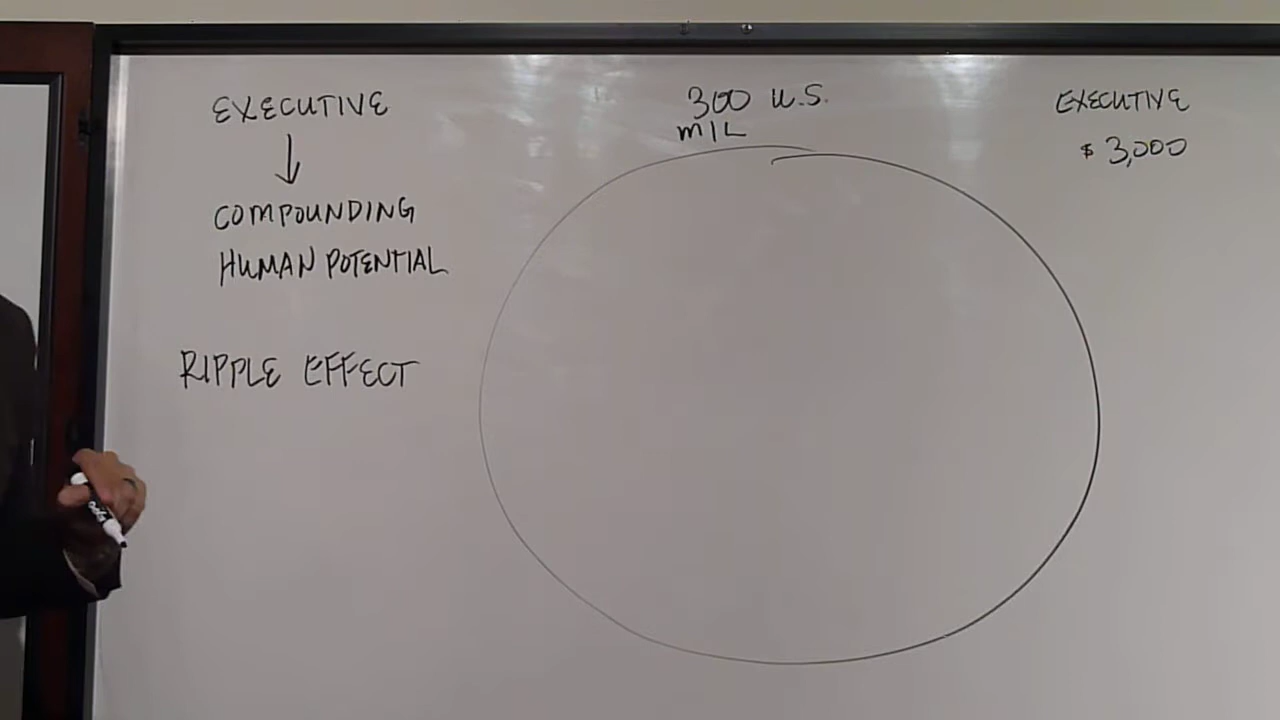 EXECUTIVE
COMPOUNDING
HUMAN POTENTIAL
RIPPLE EFFECT
300 U.S.
MIL
EXECUTIVE
$ 3,000